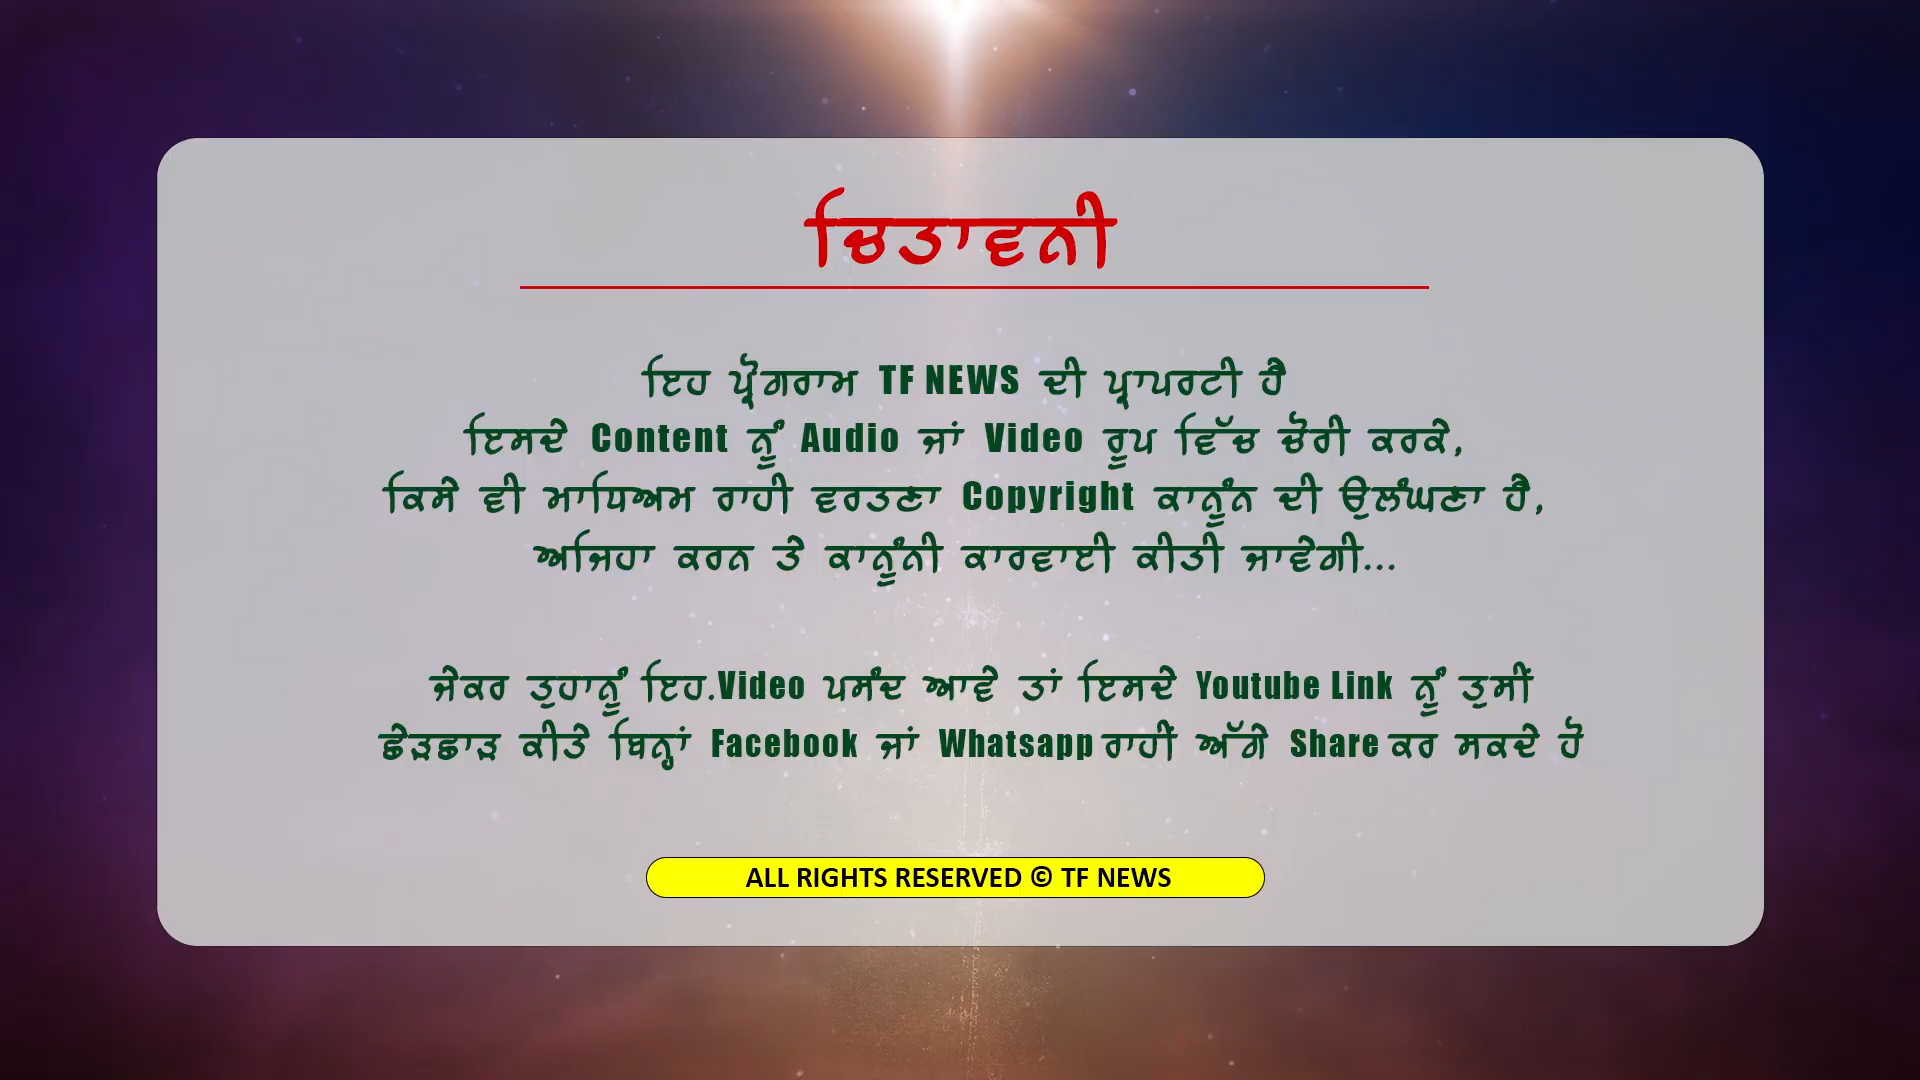 ਚਿਤਾਵਨੀ
ਇਹ ਪ੍ਰੋਗਰਾਮ TF NEWS ਦੀ ਪ੍ਰਾਪਰਟੀ ਹੈ
ਇਸਦੇ Content ਨੂੰ Audio ਜਾਂ Video ਰੂਪ ਵਿੱਚ ਚੋਰੀ ਕਰਕੇ,
ਕਿਸੇ ਵੀ ਮਾਧਿਅਮ ਰਾਹੀ ਵਰਤਣਾ Copyright ਕਾਨੂੰਨ ਦੀ ਉਲੰਘਣਾ ਹੈ,
ਅਜਿਹਾ ਕਰਨ ਤੇ ਕਾਨੂੰਨੀ ਕਾਰਵਾਈ ਕੀਤੀ ਜਾਵੇਗੀ...
ਜੇਕਰ ਤੁਹਾਨੂੰ ਇਹ.Video ਪਸੰਦ ਆਵੇ ਤਾਂ ਇਸਦੇ Youtube Link ਨੂੰ ਤੁਸੀਂ
ਛੇੜਛਾੜ ਕੀਤੇ ਬਿਨ੍ਹਾਂ Facebook ਜਾਂ Whatsapp ਰਾਹੀਂ ਅੱਗੇ Share ਕਰ ਸਕਦੇ ਹੋ
ALL RIGHTS RESERVED © TF NEWS